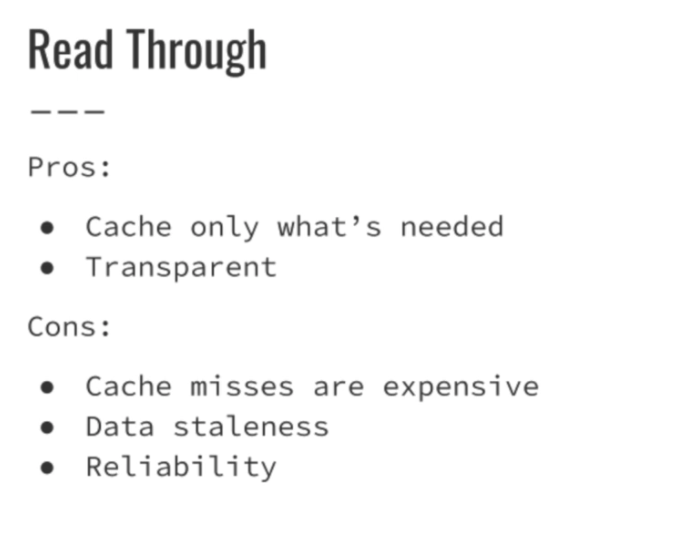 Read Through
———
Pros:
● Cache only what’s needed
● Transparent
Cons:
● Cache misses are expensive
● Data staleness
● Reliability